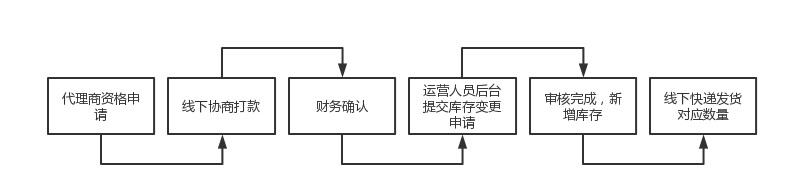 代理商资格申
请
线下协商打款
财务确认
运营人员后台
提交库存变更
申请
审核完成，新
增库存
线下快递发货
对应数量